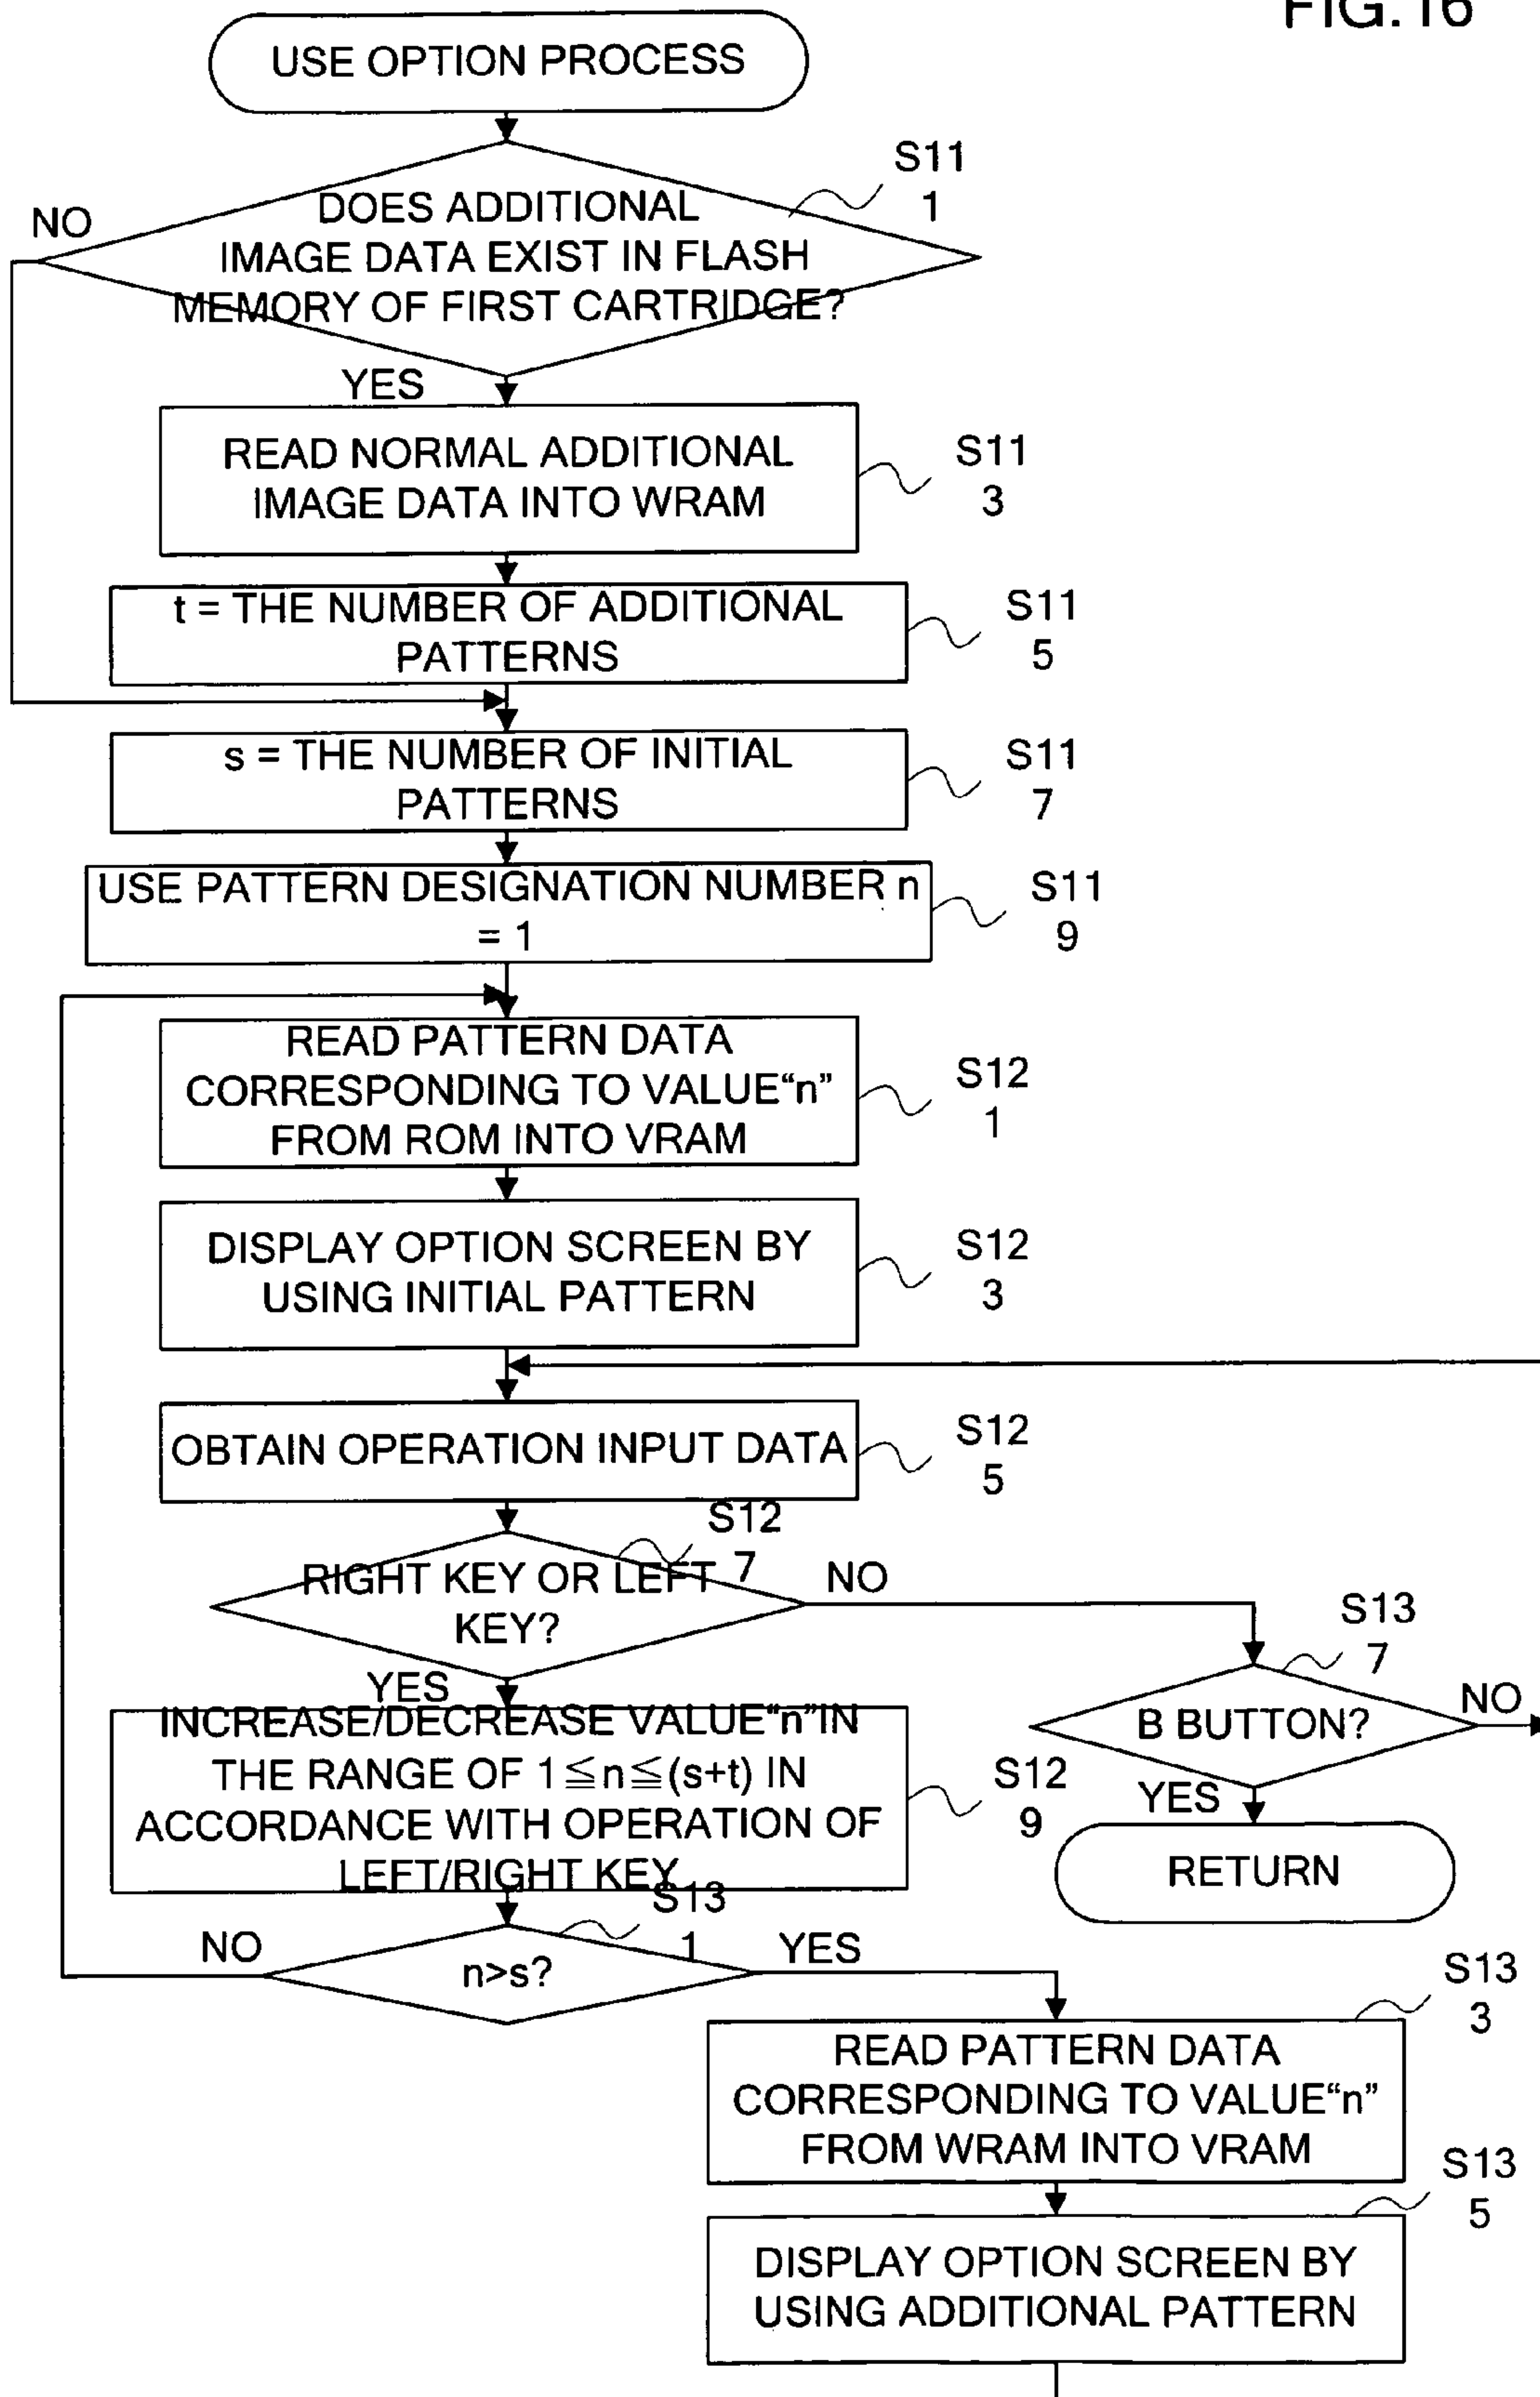 FIG.16
USE OPTION PROCESS
S11
1
NO
DOES ADDITIONAL
IMAGE DATA EXIST IN FLASH
MEMORY OF FIRST CARTRIDGE?
YES
READ NORMAL ADDITIONAL
IMAGE DATA INTO WRAM
S11
3
t = THE NUMBER OF ADDITIONAL
PATTERNS
S11
5
s = THE NUMBER OF INITIAL
PATTERNS
S11
7
USE PATTERN DESIGNATION NUMBER n
= 1
S11
9
READ PATTERN DATA
CORRESPONDING TO VALUE“n”
FROM ROM INTO VRAM
S12
1
DISPLAY OPTION SCREEN BY
USING INITIAL PATTERN
S12
3
OBTAIN OPERATION INPUT DATA
S12
5
S12
7
RIGHT KEY OR LEFT
KEY?
NO
YES
S13
7
B BUTTON?
NO
YES
RETURN
INCREASE/DECREASE VALUE“n”IN
THE RANGE OF 1≦n≦(s+t) IN
ACCORDANCE WITH OPERATION OF
LEFT/RIGHT KEY
S12
9
S13
1
NO
n>s?
YES
S13
3
READ PATTERN DATA
CORRESPONDING TO VALUE“n”
FROM WRAM INTO VRAM
S13
5
DISPLAY OPTION SCREEN BY
USING ADDITIONAL PATTERN